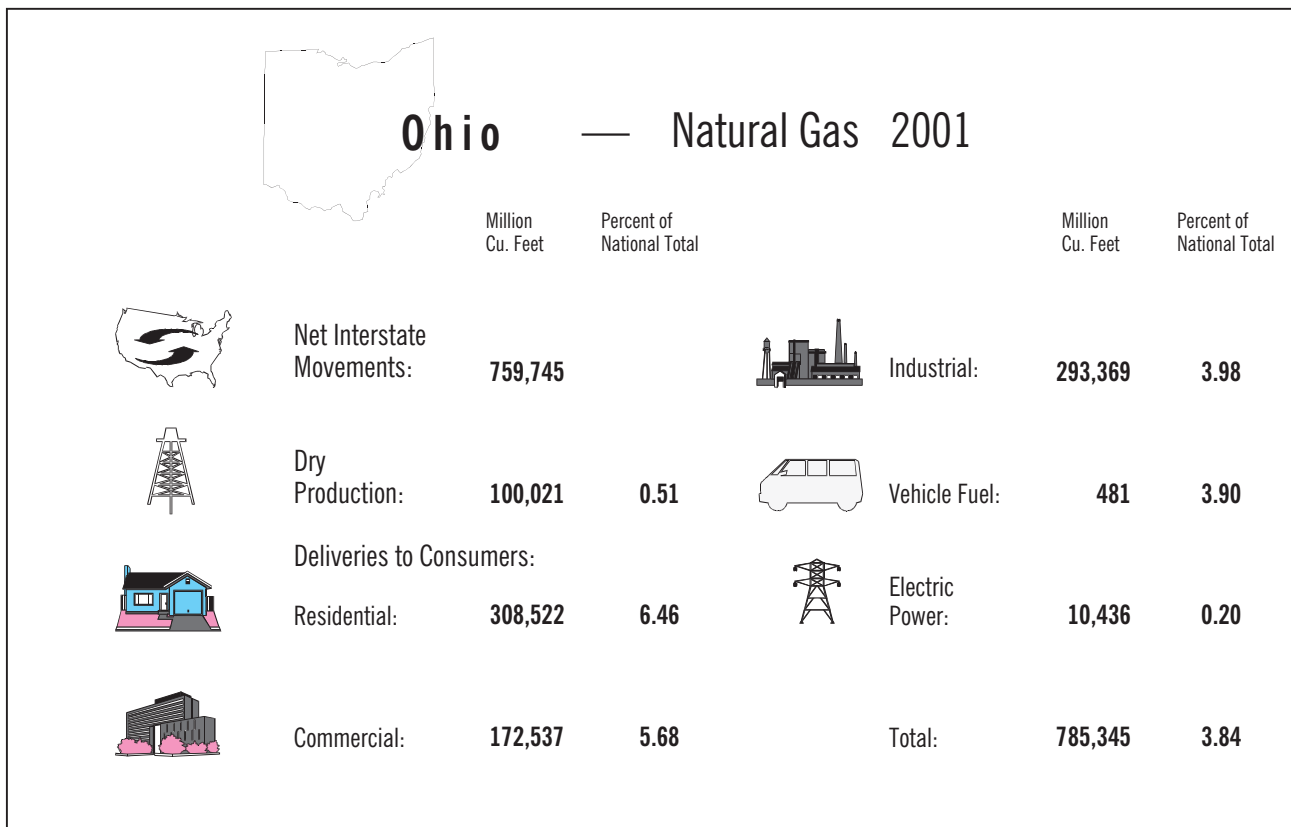 Ohio — Natural Gas 2001
Million
Cu. Feet
Percent of
National Total
Million
Cu. Feet
Percent of
National Total
Net Interstate
Movements: 759,745
Dry
Production: 100,021 0.51
Deliveries to Consumers:
Residential: 308,522 6.46
Commercial: 172,537 5.68
Industrial: 293,369 3.98
Vehicle Fuel: 481 3.90
Electric
Power: 10,436 0.20
Total: 785,345 3.84